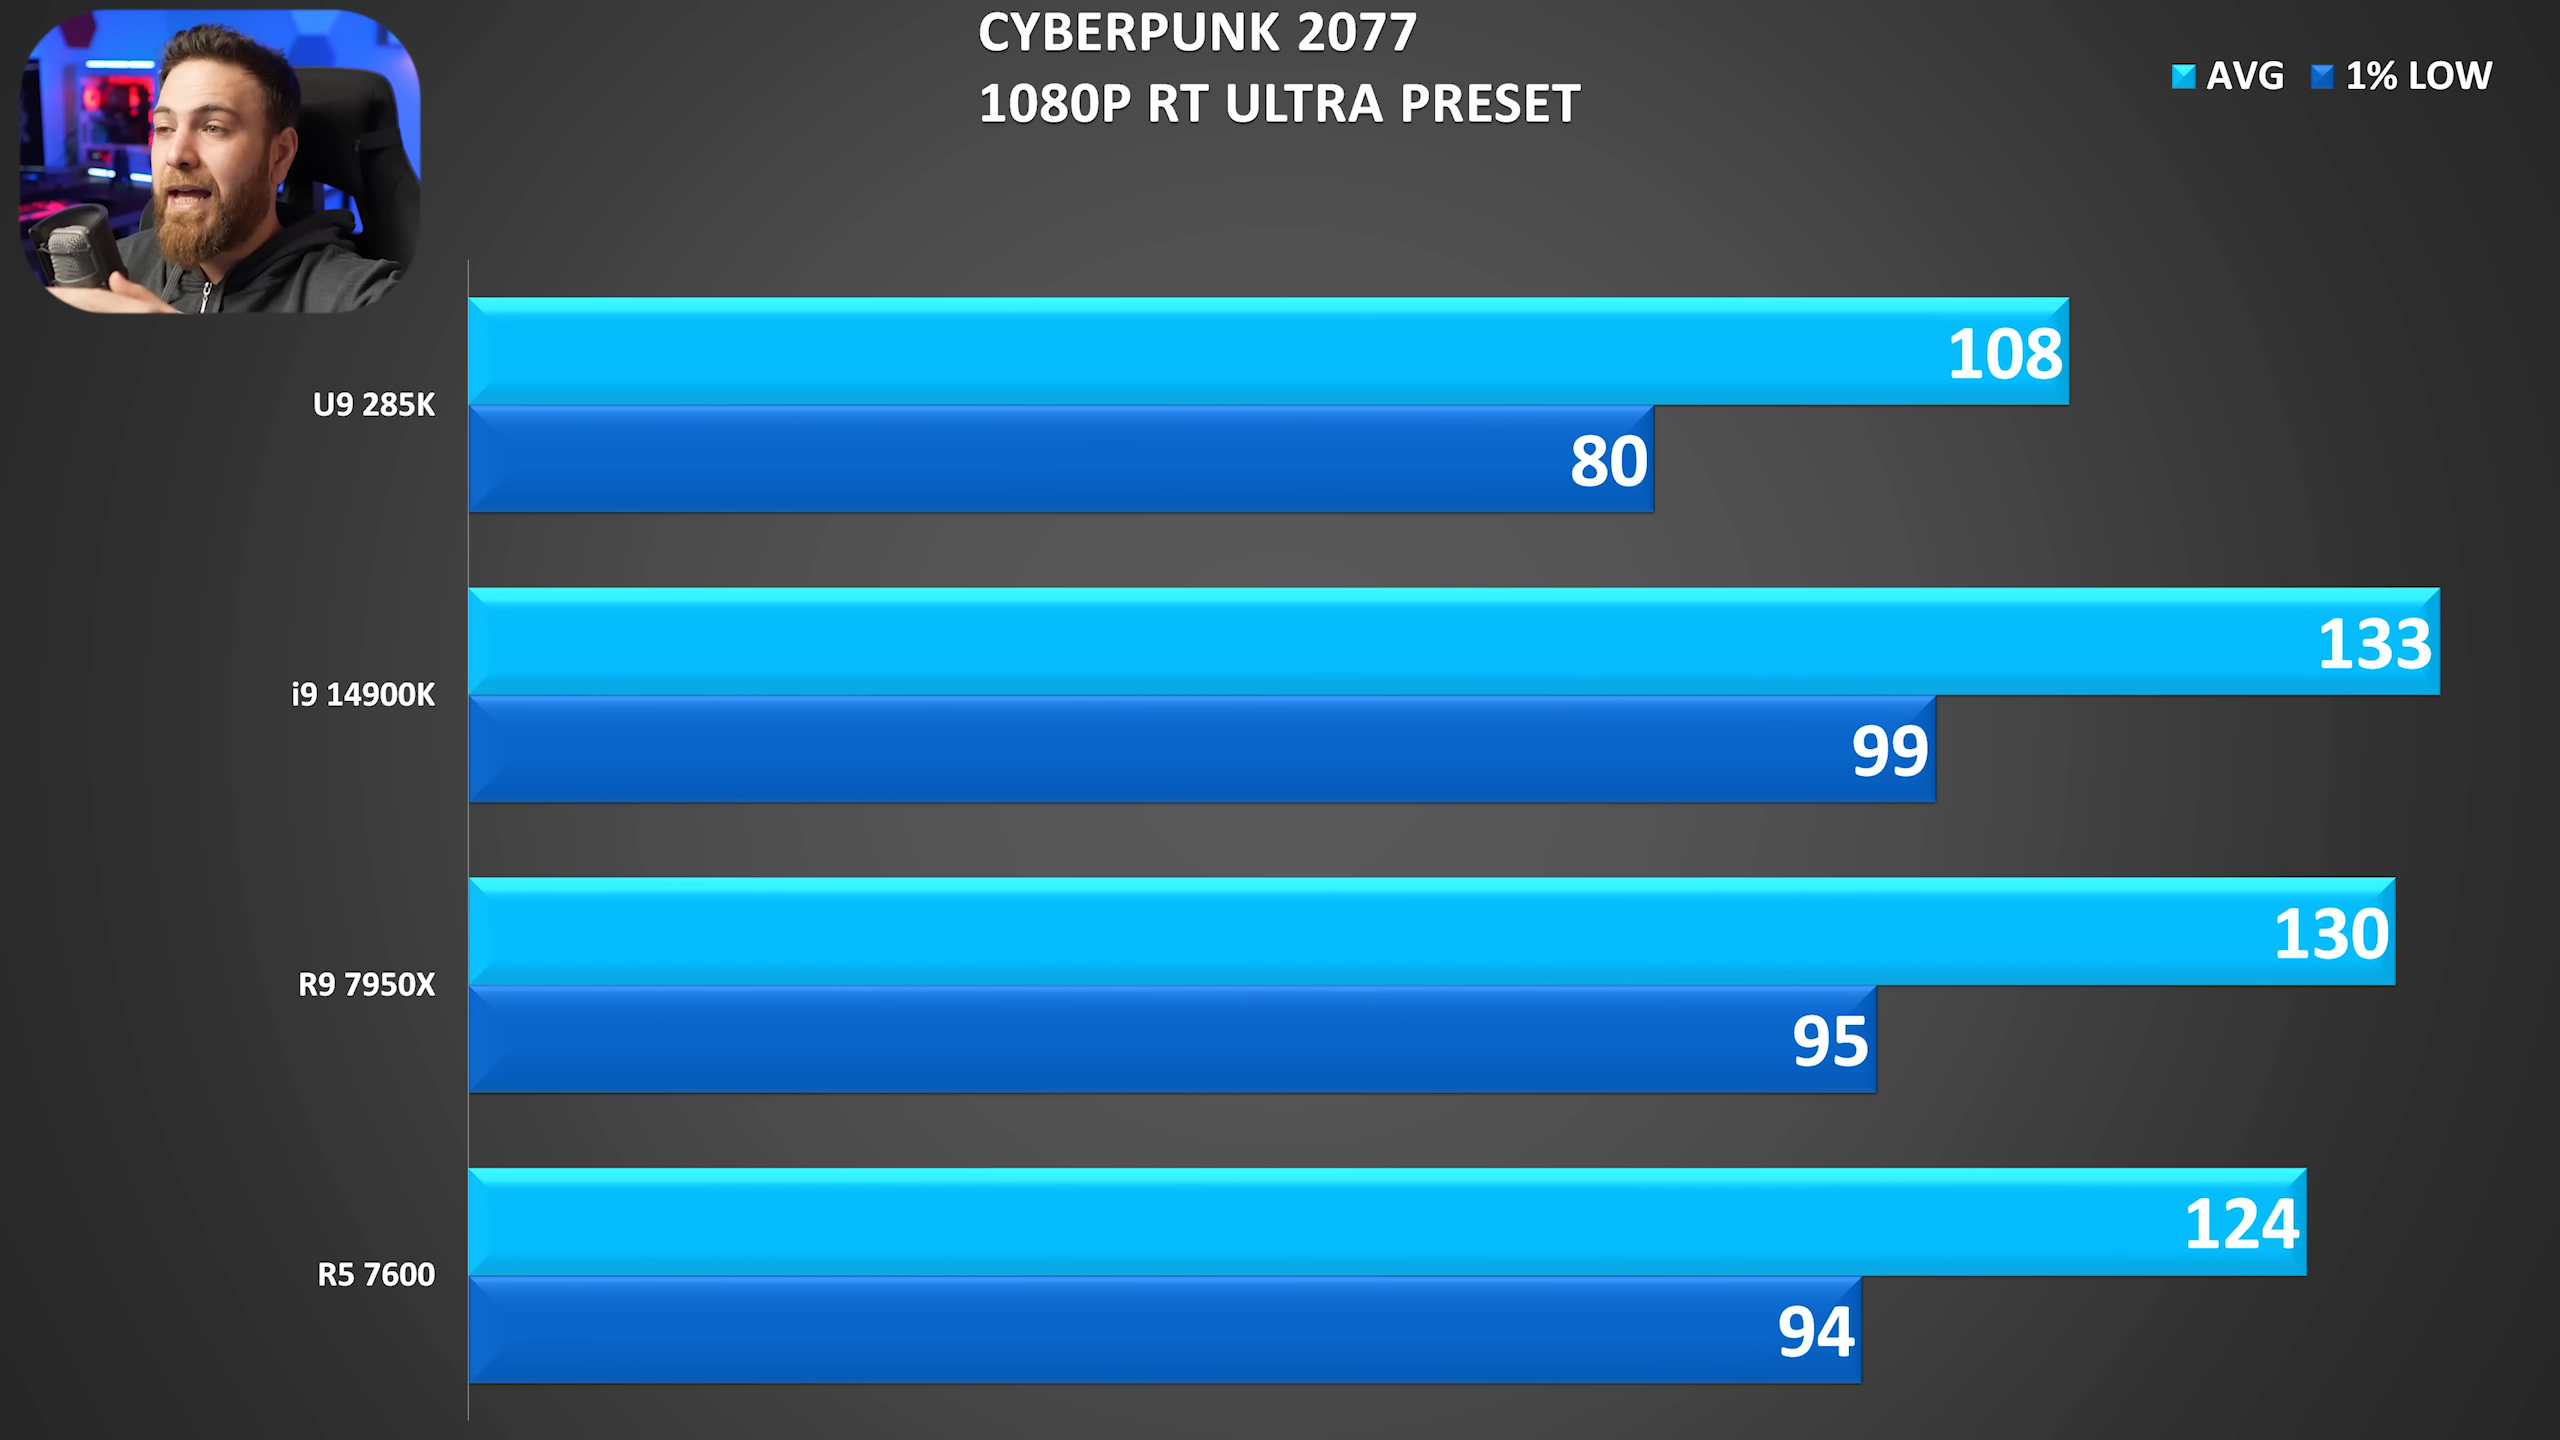 CYBERPUNK 2077
1080P RT ULTRA PRESET
AVG 1% LOW
U9 285K
108
80
i9 14900K
133
99
R9 7950X
130
95
R5 7600
124
94